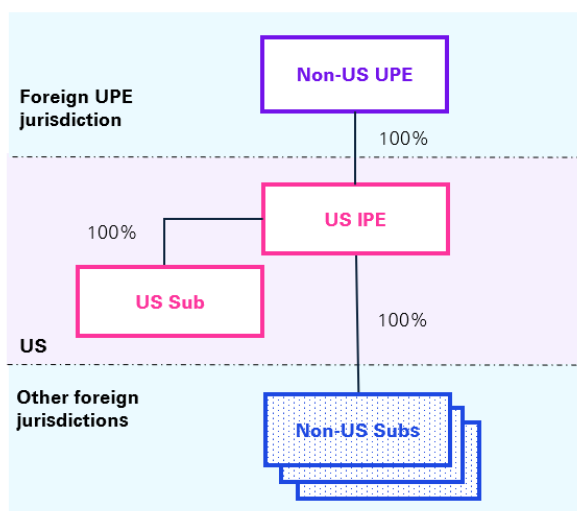 Non-US UPE
Foreign UPE
jurisdiction
100%
US IPE
100%
US Sub
100%
US
Other foreign
jurisdictions
Non-US Subs